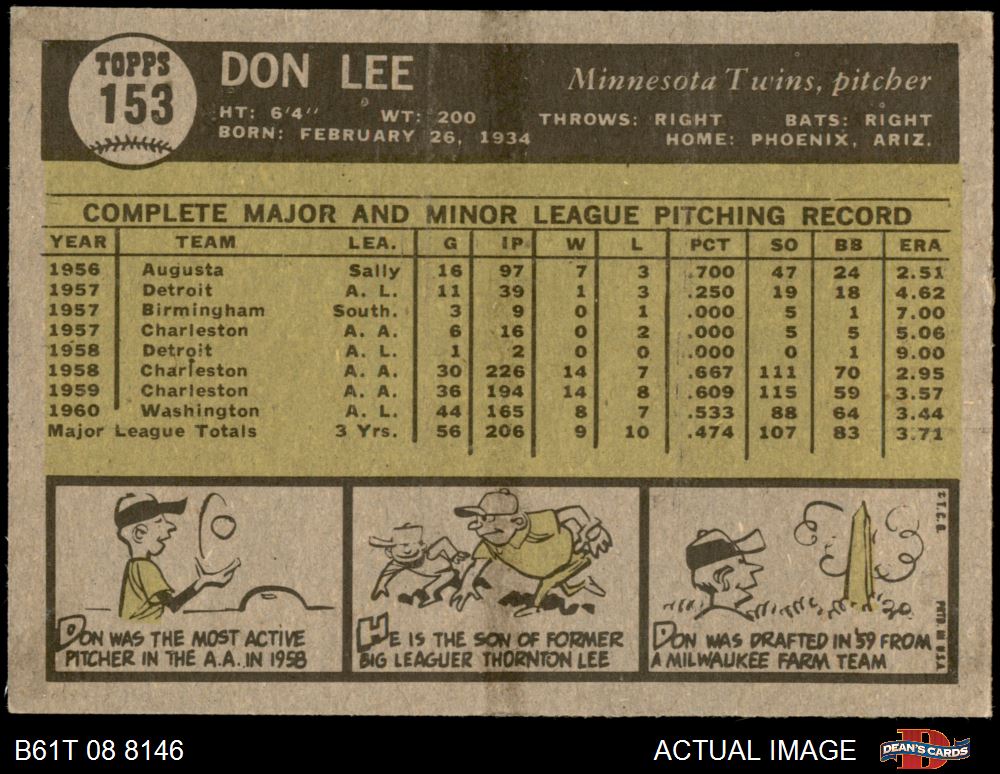 TOPPS
153
DON LEE
Minnesota Twins, pitcher
HT: 6'4" WT: 200 THROWS: RIGHT BATS: RIGHT
BORN: FEBRUARY 26, 1934 HOME: PHOENIX, ARIZ.
COMPLETE MAJOR AND MINOR LEAGUE PITCHING RECORD
YEAR TEAM LEA. G IP W L PCT SO BB ERA
1956 Augusta Sally 16 97 7 3 .700 47 24 2.51
1957 Detroit A. L. 11 39 1 3 .250 19 18 4.62
1957 Birmingham South. 3 9 0 1 .000 5 1 7.00
1957 Charleston A. A. 6 16 0 2 .000 5 5 5.06
1958 Detroit A. L. 1 2 0 0 .000 0 1 9.00
1958 Charleston A. A. 30 226 14 7 .667 111 70 2.95
1959 Charleston A. A. 36 194 14 8 .609 115 59 3.57
1960 Washington A. L. 44 165 8 7 .533 88 64 3.44
Major League Totals 3 Yrs. 56 206 9 10 .474 107 83 3.71
DON WAS THE MOST ACTIVE
PITCHER IN THE A.A. IN 1958
HE IS THE SON OF FORMER
BIG LEAGUER THORNTON LEE
DON WAS DRAFTED IN '59 FROM
A MILWAUKEE FARM TEAM
© T.C.G.
PRTD. IN U.S.A.
B61T 08 8146
ACTUAL IMAGE
DEAN'S CARDS